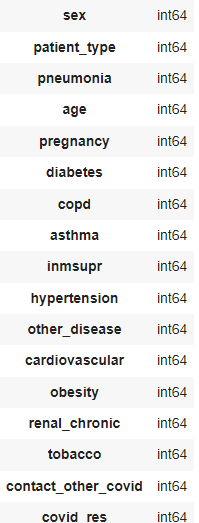 sex int64
patient_type int64
pneumonia int64
age int64
pregnancy int64
diabetes int64
copd int64
asthma int64
inmsupr int64
hypertension int64
other_disease int64
cardiovascular int64
obesity int64
renal_chronic int64
tobacco int64
contact_other_covid int64
covid_res int64